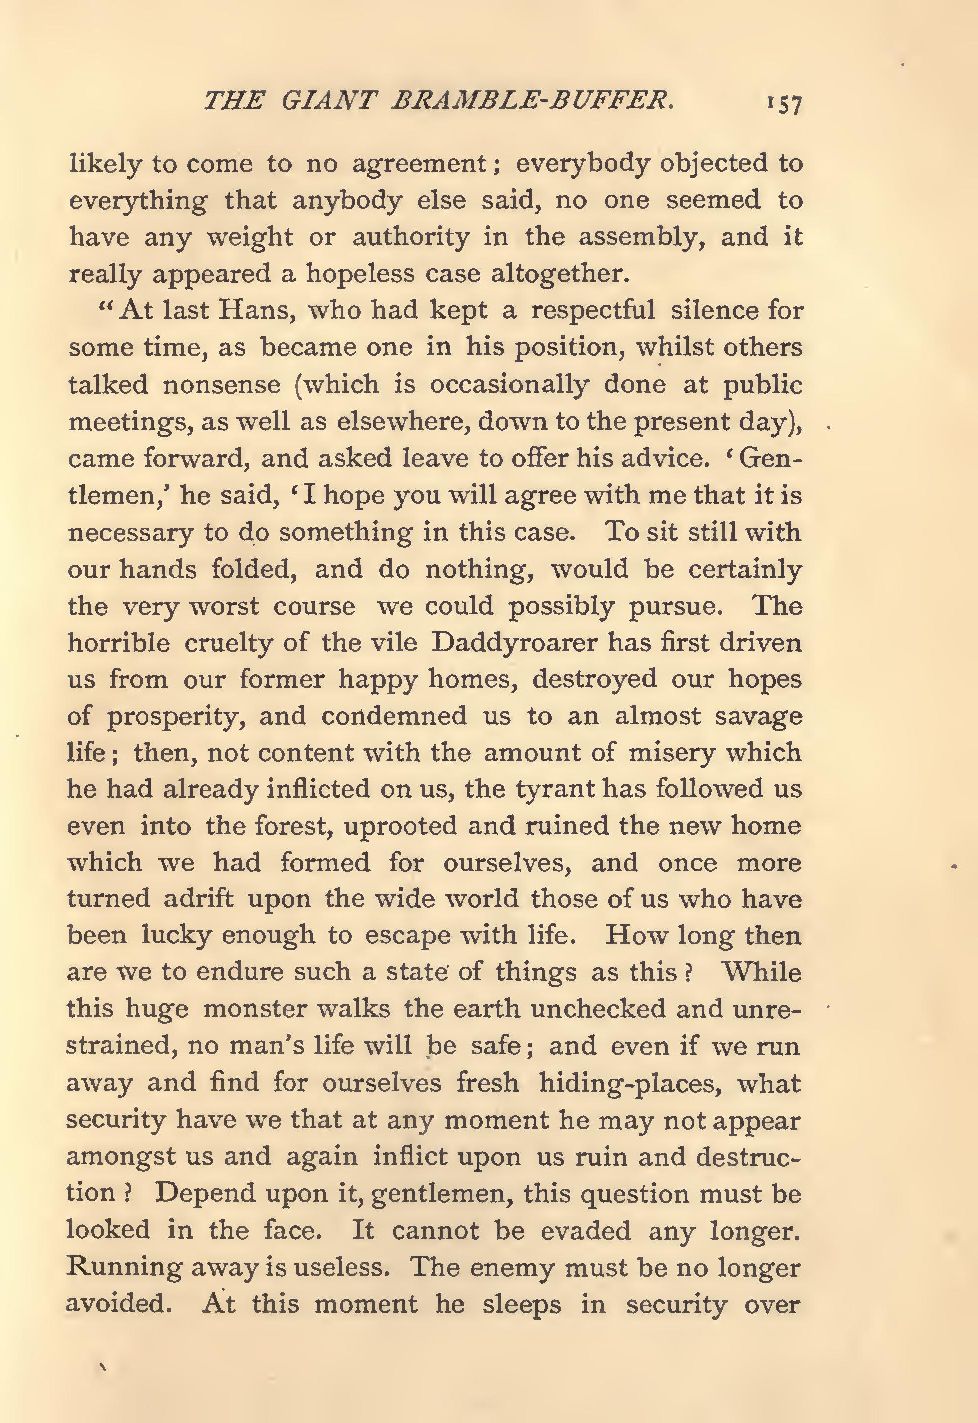 THE GIANT BRAMBLE-BUFFER. 157
likely to come to no agreement; everybody objected to
everything that anybody else said, no one seemed to
have any weight or authority in the assembly, and it
really appeared a hopeless case altogether.
“At last Hans, who had kept a respectful silence for
some time, as became one in his position, whilst others
talked nonsense (which is occasionally done at public
meetings, as well as elsewhere, down to the present day),
came forward, and asked leave to offer his advice. ‘Gen-
tlemen,’ he said, ‘I hope you will agree with me that it is
necessary to do something in this case. To sit still with
our hands folded, and do nothing, would be certainly
the very worst course we could possibly pursue. The
horrible cruelty of the vile Daddyroarer has first driven
us from our former happy homes, destroyed our hopes
of prosperity, and condemned us to an almost savage
life; then, not content with the amount of misery which
he had already inflicted on us, the tyrant has followed us
even into the forest, uprooted and ruined the new home
which we had formed for ourselves, and once more
turned adrift upon the wide world those of us who have
been lucky enough to escape with life. How long then
are we to endure such a state of things as this? While
this huge monster walks the earth unchecked and unre-
strained, no man’s life will be safe; and even if we run
away and find for ourselves fresh hiding-places, what
security have we that at any moment he may not appear
amongst us and again inflict upon us ruin and destruc-
tion? Depend upon it, gentlemen, this question must be
looked in the face. It cannot be evaded any longer.
Running away is useless. The enemy must be no longer
avoided. At this moment he sleeps in security over